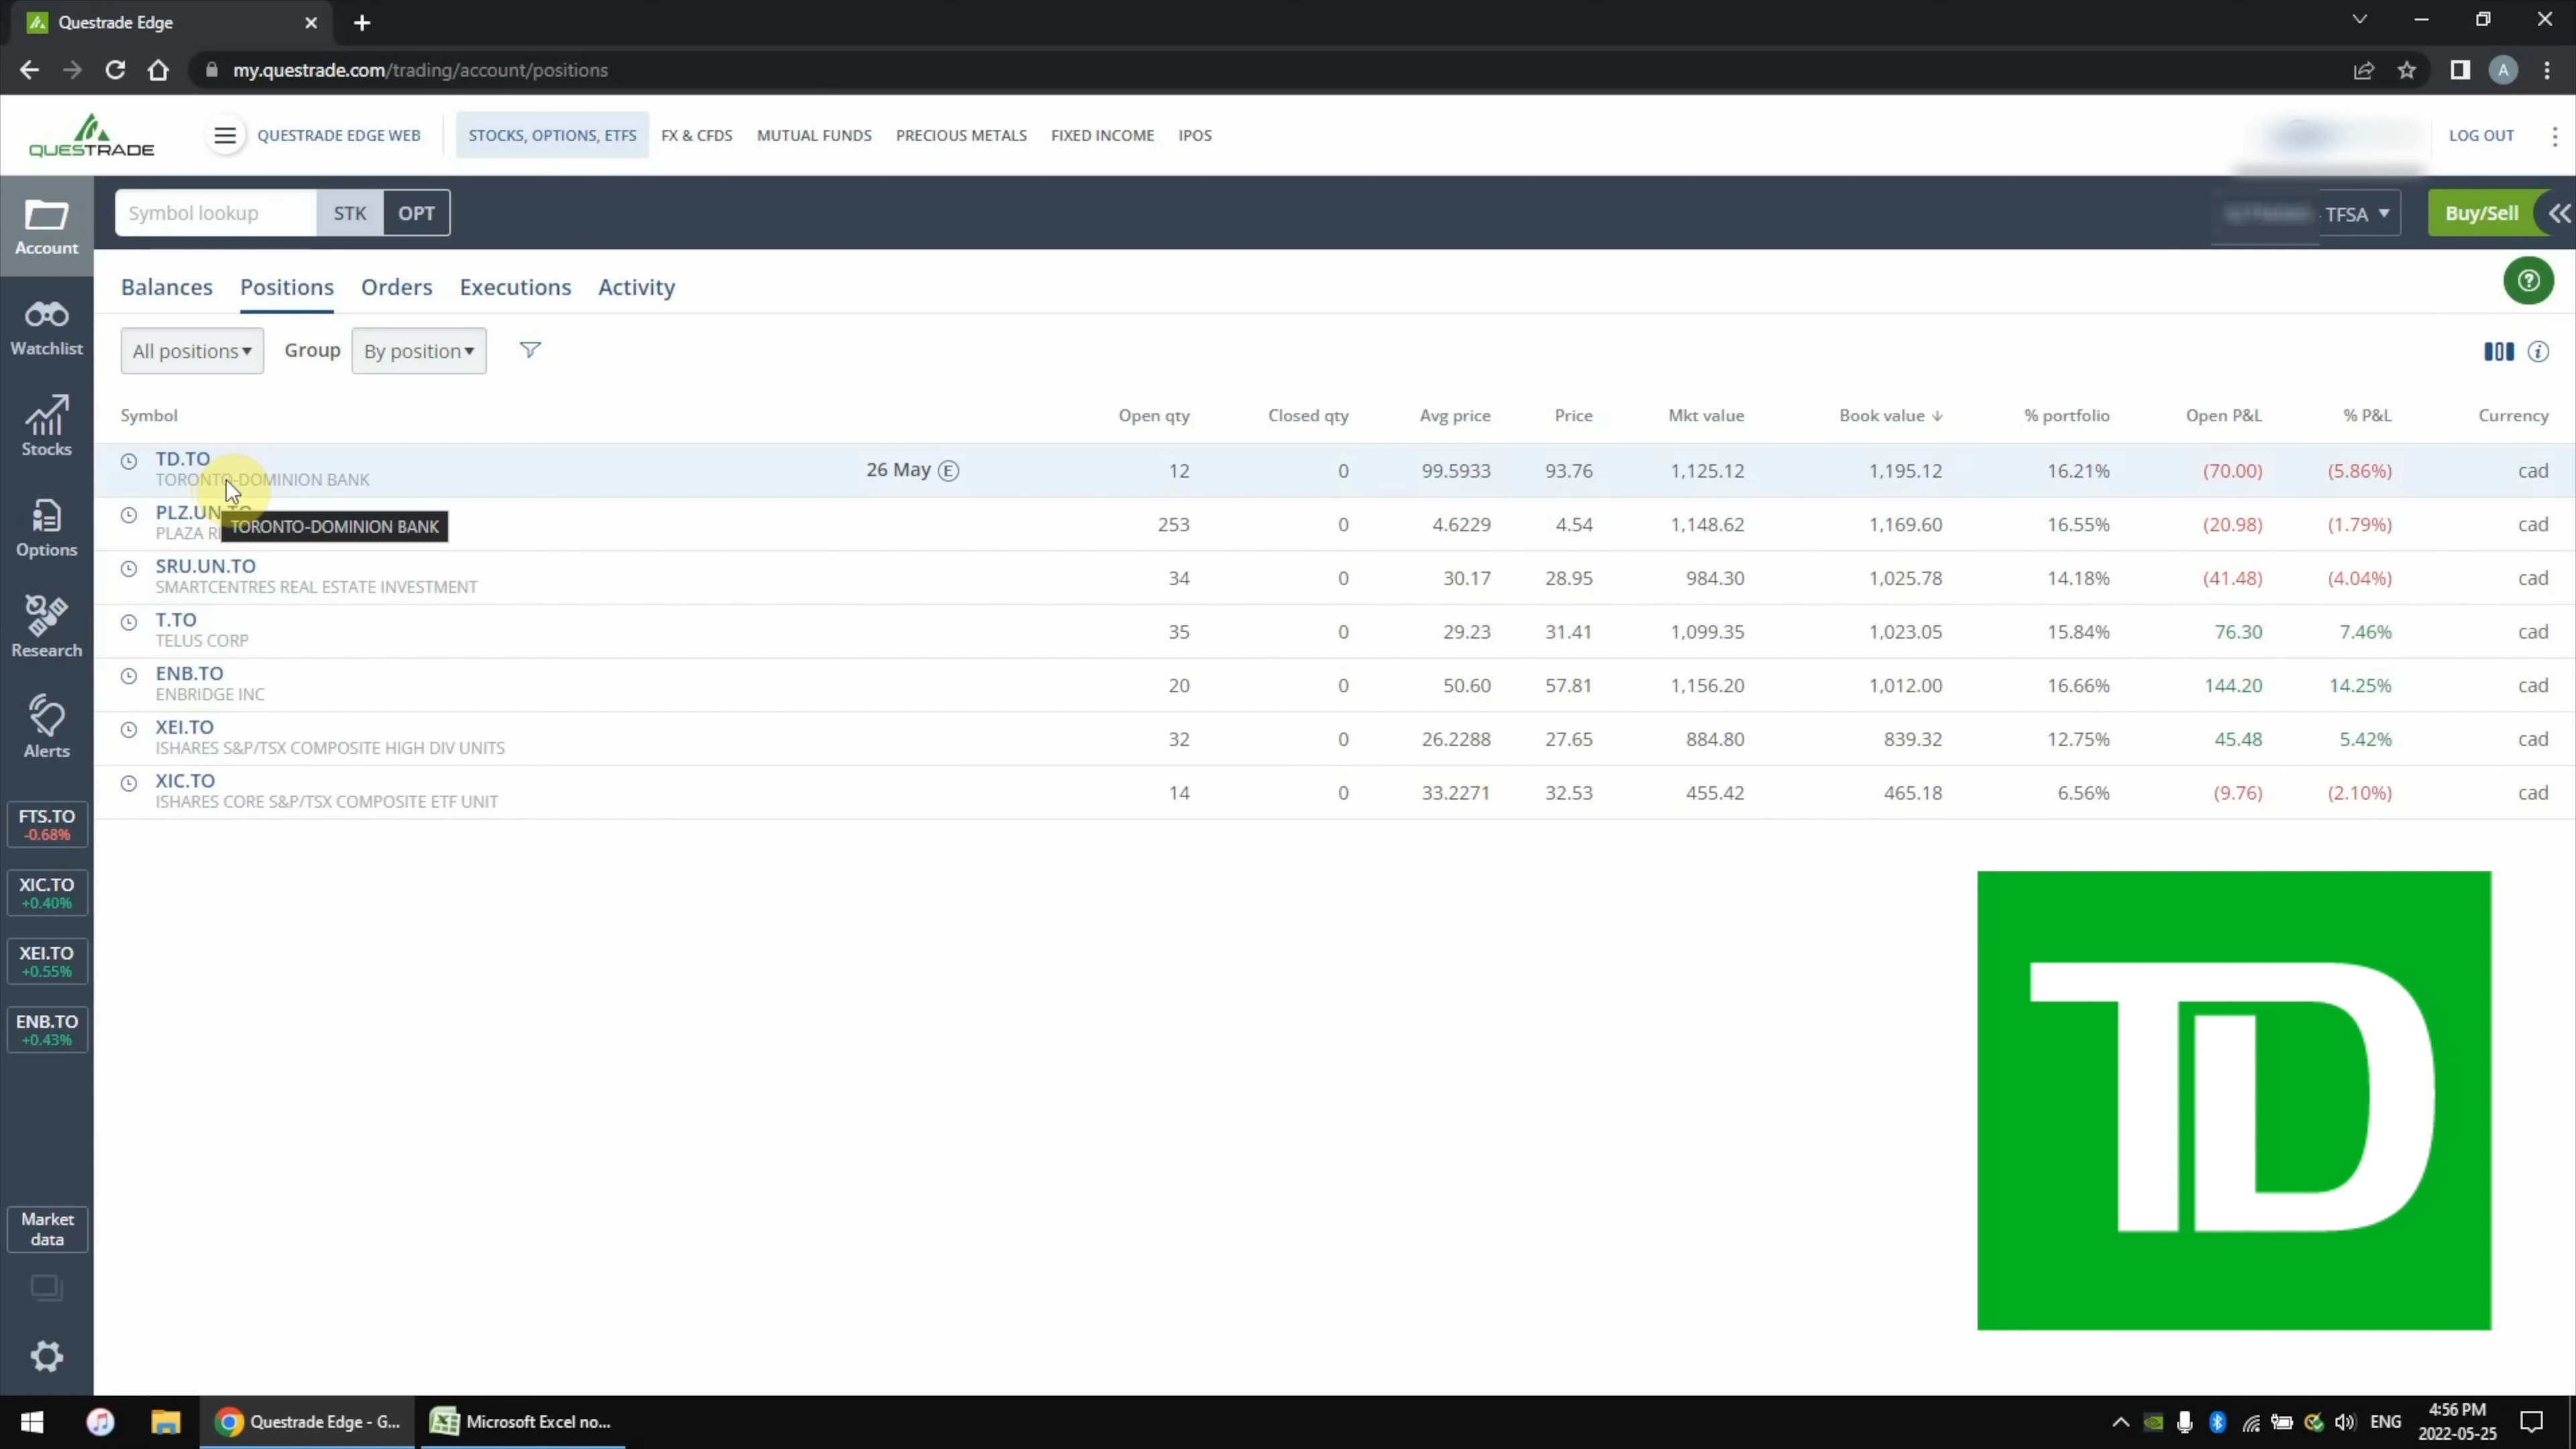 Questrade Edge
my.questrade.com/trading/account/positions
A
QUESTRADE
QUESTRADE EDGE WEB
STOCKS, OPTIONS, ETFS
FX & CFDS
MUTUAL FUNDS
PRECIOUS METALS
FIXED INCOME
IPOS
LOG OUT
Account
Symbol lookup
STK
OPT
TFSA
Buy/Sell
Balances
Positions
Orders
Executions
Activity
Watchlist
All positions
Group
By position
Stocks
Options
Research
Alerts
Symbol Open qty Closed qty Avg price Price Mkt value Book value % portfolio Open P&L % P&L Currency
TD.TO 26 May E 12 0 99.5933 93.76 1,125.12 1,195.12 16.21% (70.00) (5.86%) cad
TORONTO-DOMINION BANK
PLZ.UN.TO 253 0 4.6229 4.54 1,148.62 1,169.60 16.55% (20.98) (1.79%) cad
PLAZA
TORONTO-DOMINION BANK
SRU.UN.TO 34 0 30.17 28.95 984.30 1,025.78 14.18% (41.48) (4.04%) cad
SMARTCENTRES REAL ESTATE INVESTMENT
T.TO 35 0 29.23 31.41 1,099.35 1,023.05 15.84% 76.30 7.46% cad
TELUS CORP
ENB.TO 20 0 50.60 57.81 1,156.20 1,012.00 16.66% 144.20 14.25% cad
ENBRIDGE INC
XEI.TO 32 0 26.2288 27.65 884.80 839.32 12.75% 45.48 5.42% cad
ISHARES S&P/TSX COMPOSITE HIGH DIV UNITS
XIC.TO 14 0 33.2271 32.53 455.42 465.18 6.56% (9.76) (2.10%) cad
ISHARES CORE S&P/TSX COMPOSITE ETF UNIT
FTS.TO
-0.68%
XIC.TO
+0.40%
XEI.TO
+0.55%
ENB.TO
+0.43%
Market
data
TD
Questrade Edge - G...
Microsoft Excel no...
ENG
4:56 PM
2022-05-25